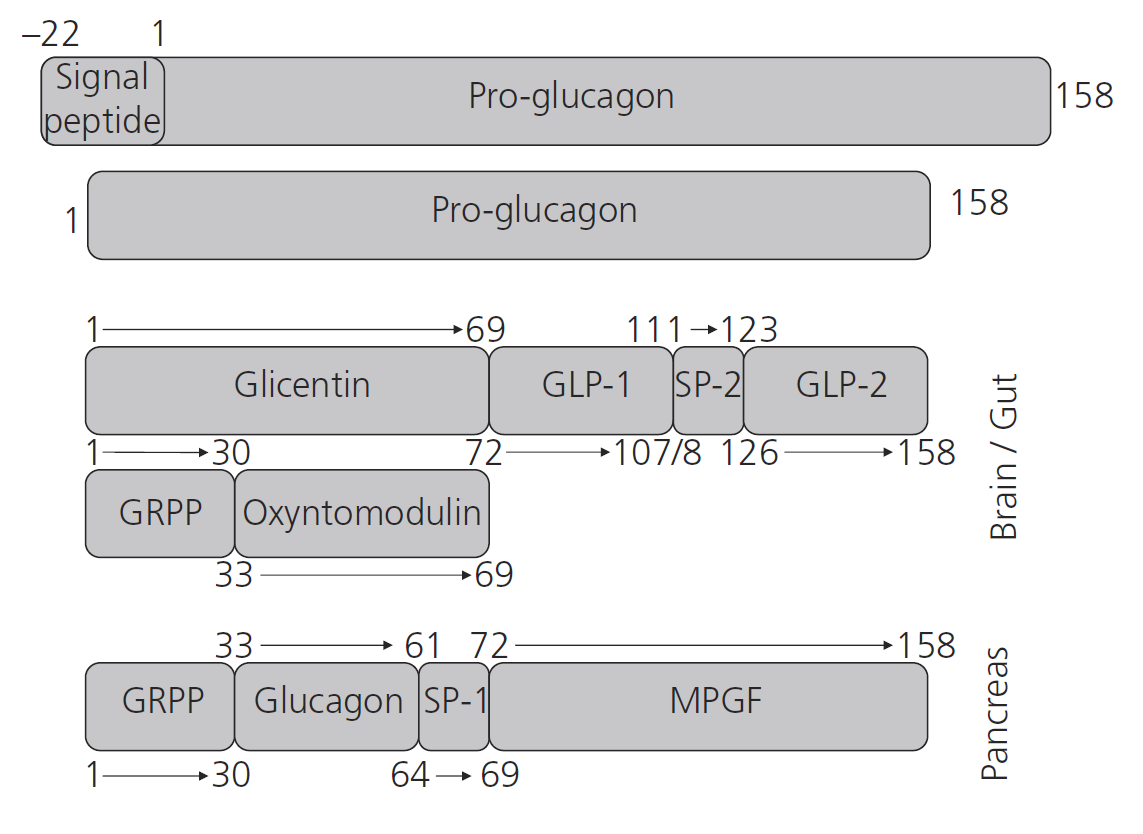 –22 1
Signal
peptide
Pro-glucagon
158
1
Pro-glucagon
158
1 69 111 123
Glicentin GLP-1 SP-2 GLP-2
1 30 72 107/8 126 158
GRPP Oxyntomodulin
33 69
Brain / Gut
33 61 72 158
GRPP Glucagon SP-1 MPGF
1 30 64 69
Pancreas